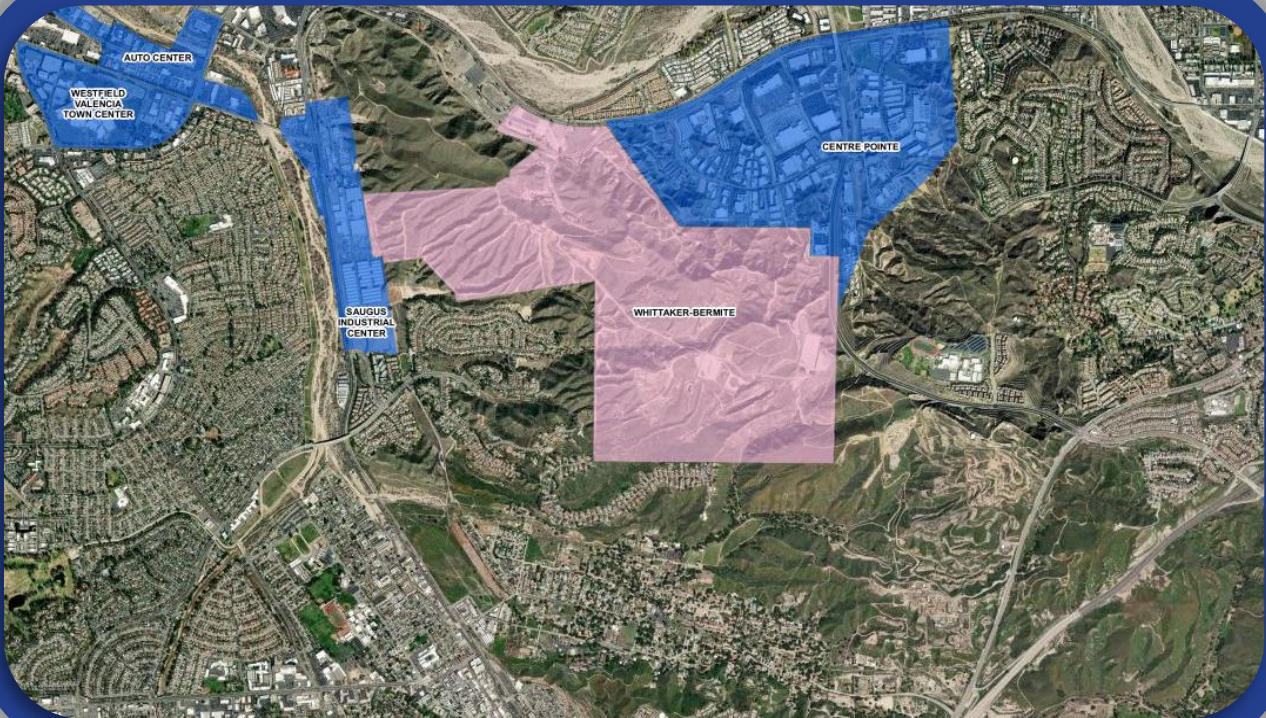 AUTO CENTER
WESTFIELD
VALENCIA
TOWN CENTER
CENTRE POINTE
WHITTAKER-BERMITE
SAUGUS
INDUSTRIAL
CENTER